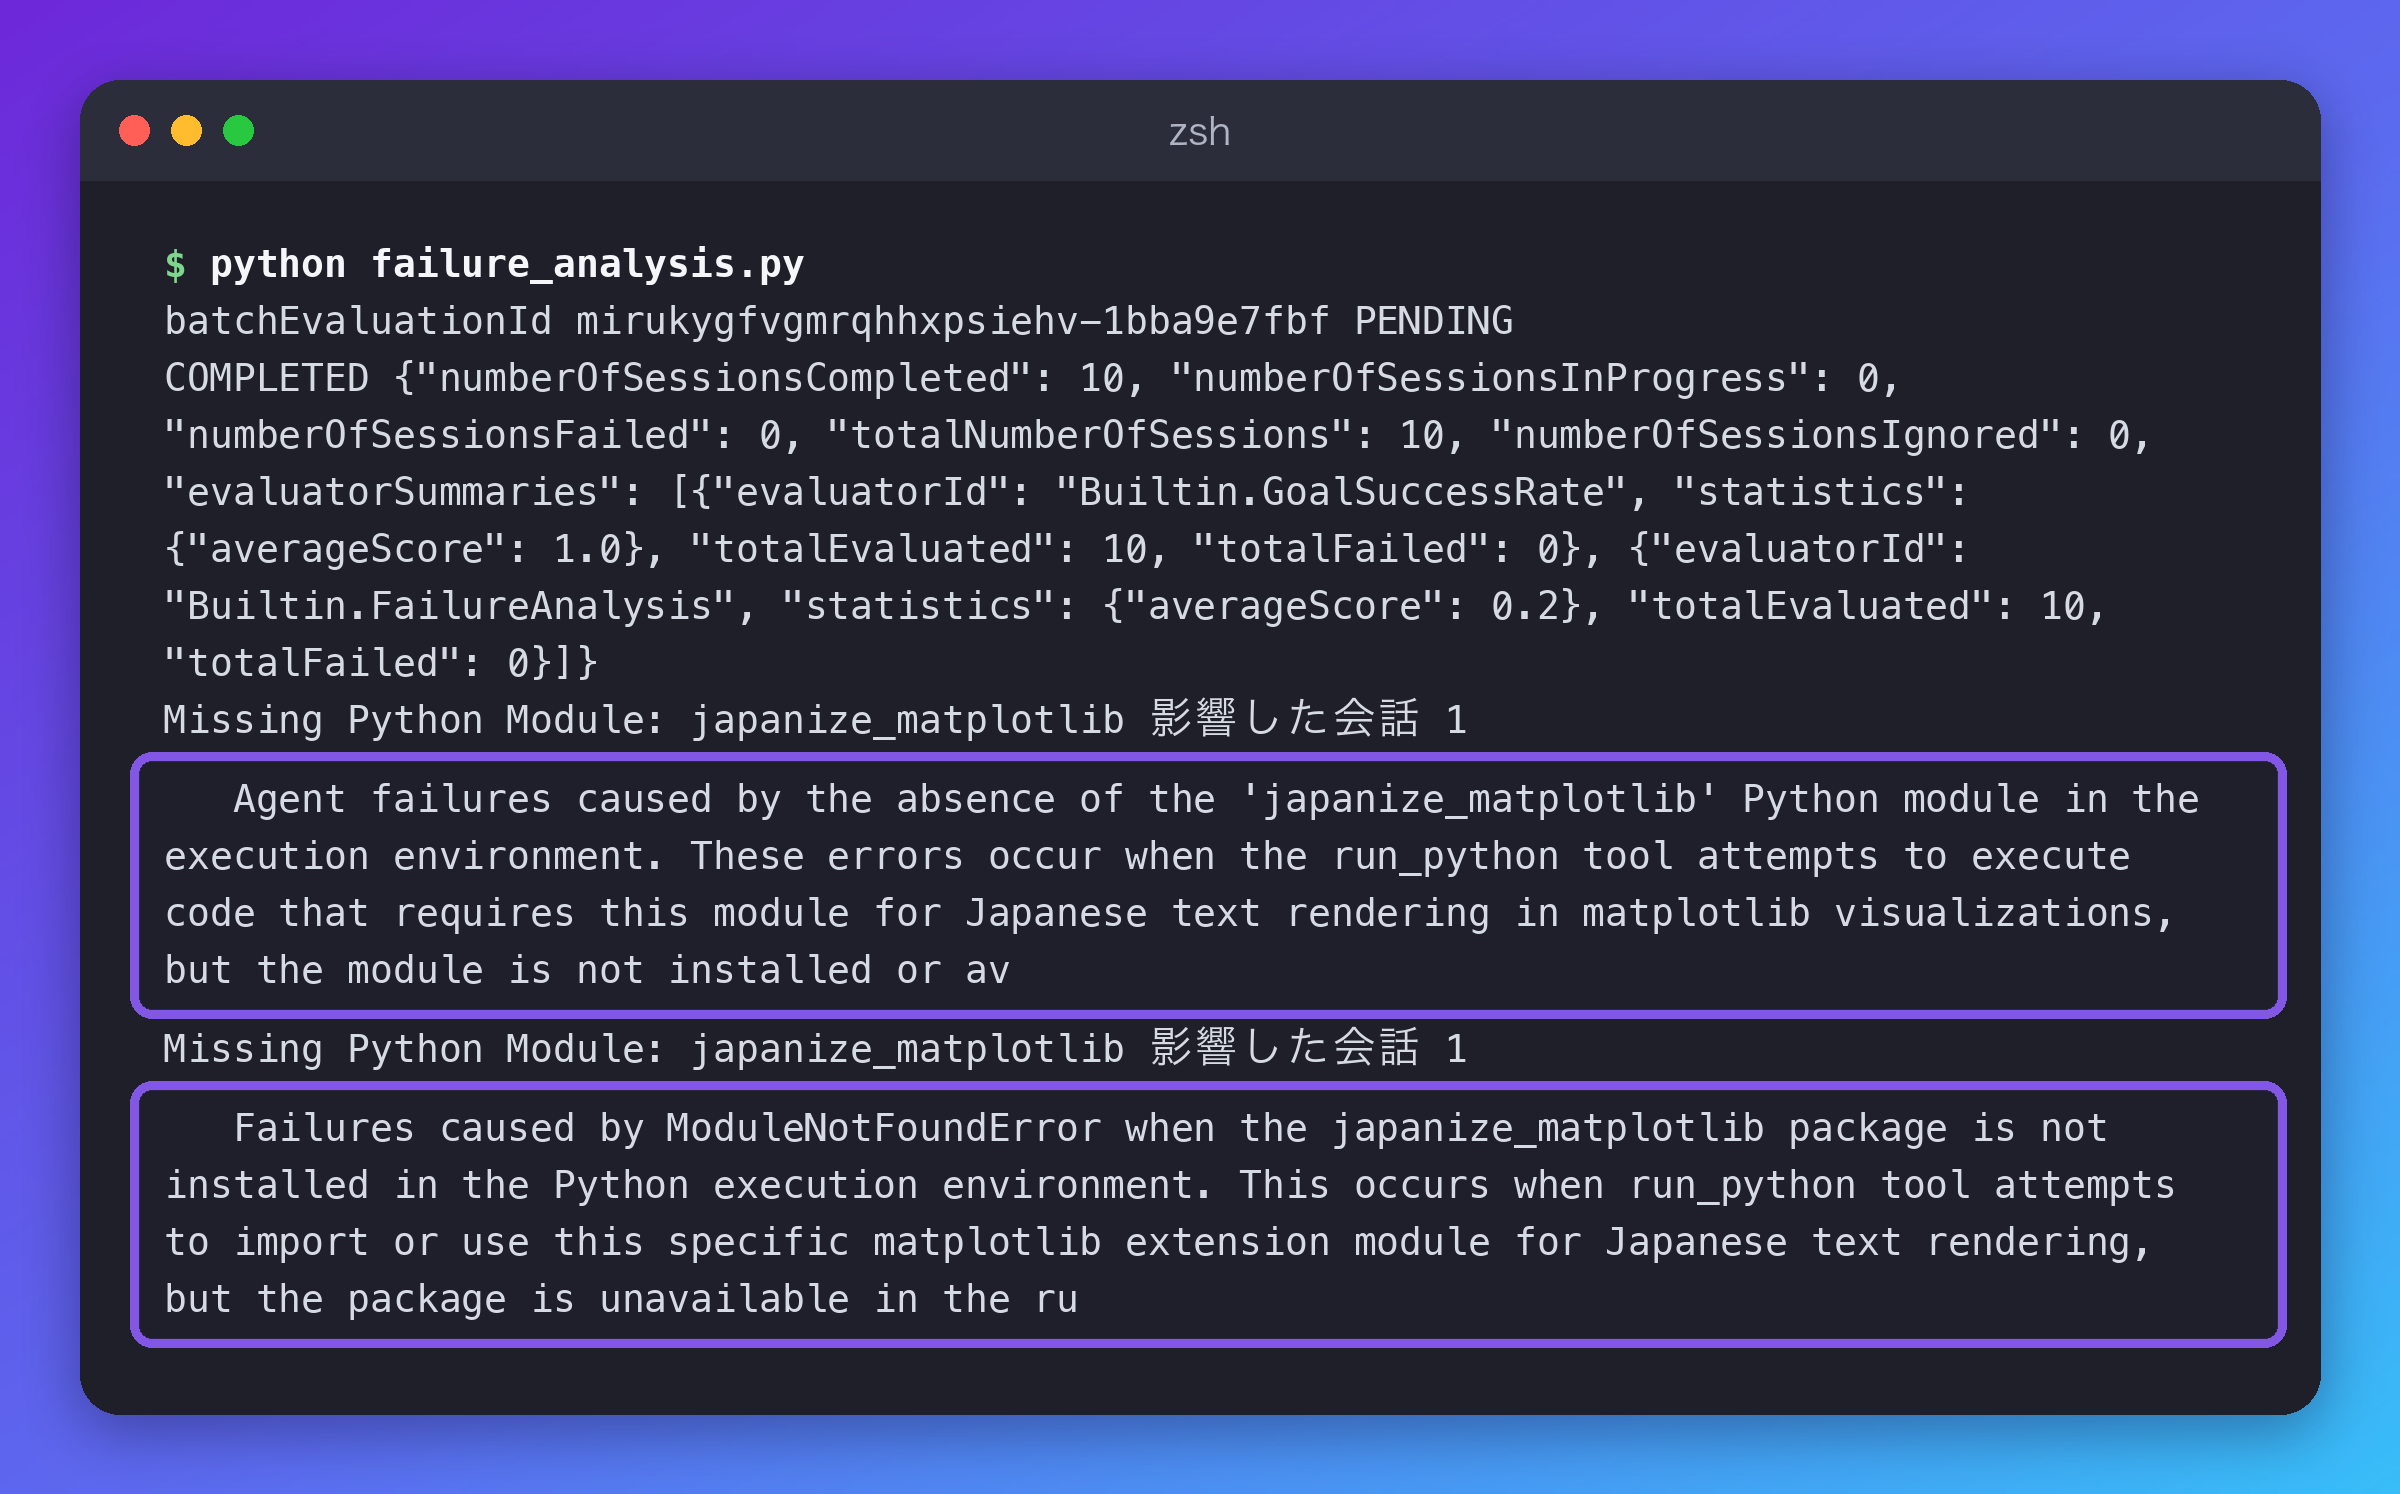 zsh
$ python failure_analysis.py
batchEvaluationId mirukygfvgmrqhhxpsiehv-1bba9e7fbf PENDING
COMPLETED {"numberOfSessionsCompleted": 10, "numberOfSessionsInProgress": 0,
"numberOfSessionsFailed": 0, "totalNumberOfSessions": 10, "numberOfSessionsIgnored": 0,
"evaluatorSummaries": [{"evaluatorId": "Builtin.GoalSuccessRate", "statistics":
{"averageScore": 1.0}, "totalEvaluated": 10, "totalFailed": 0}, {"evaluatorId":
"Builtin.FailureAnalysis", "statistics": {"averageScore": 0.2}, "totalEvaluated": 10,
"totalFailed": 0}]}
Missing Python Module: japanize_matplotlib 影響した会話 1
Agent failures caused by the absence of the 'japanize_matplotlib' Python module in the
execution environment. These errors occur when the run_python tool attempts to execute
code that requires this module for Japanese text rendering in matplotlib visualizations,
but the module is not installed or av
Missing Python Module: japanize_matplotlib 影響した会話 1
Failures caused by ModuleNotFoundError when the japanize_matplotlib package is not
installed in the Python execution environment. This occurs when run_python tool attempts
to import or use this specific matplotlib extension module for Japanese text rendering,
but the package is unavailable in the ru